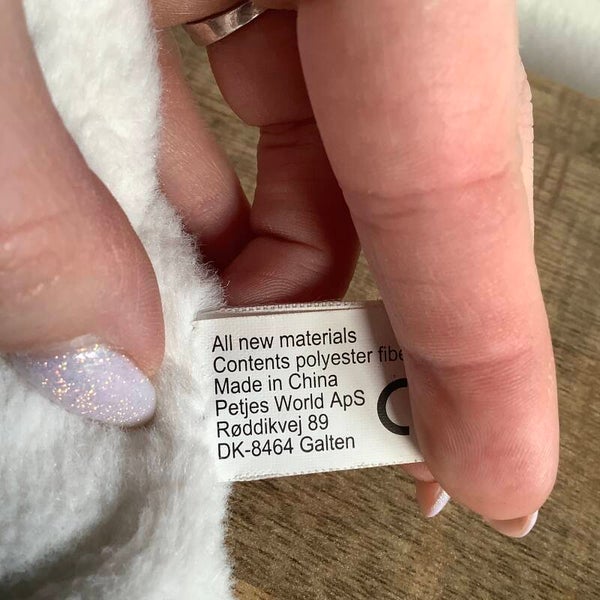 All new materials
Contents polyester fibe
Made in China
Petjes World ApS
Røddikvej 89
DK-8464 Galten